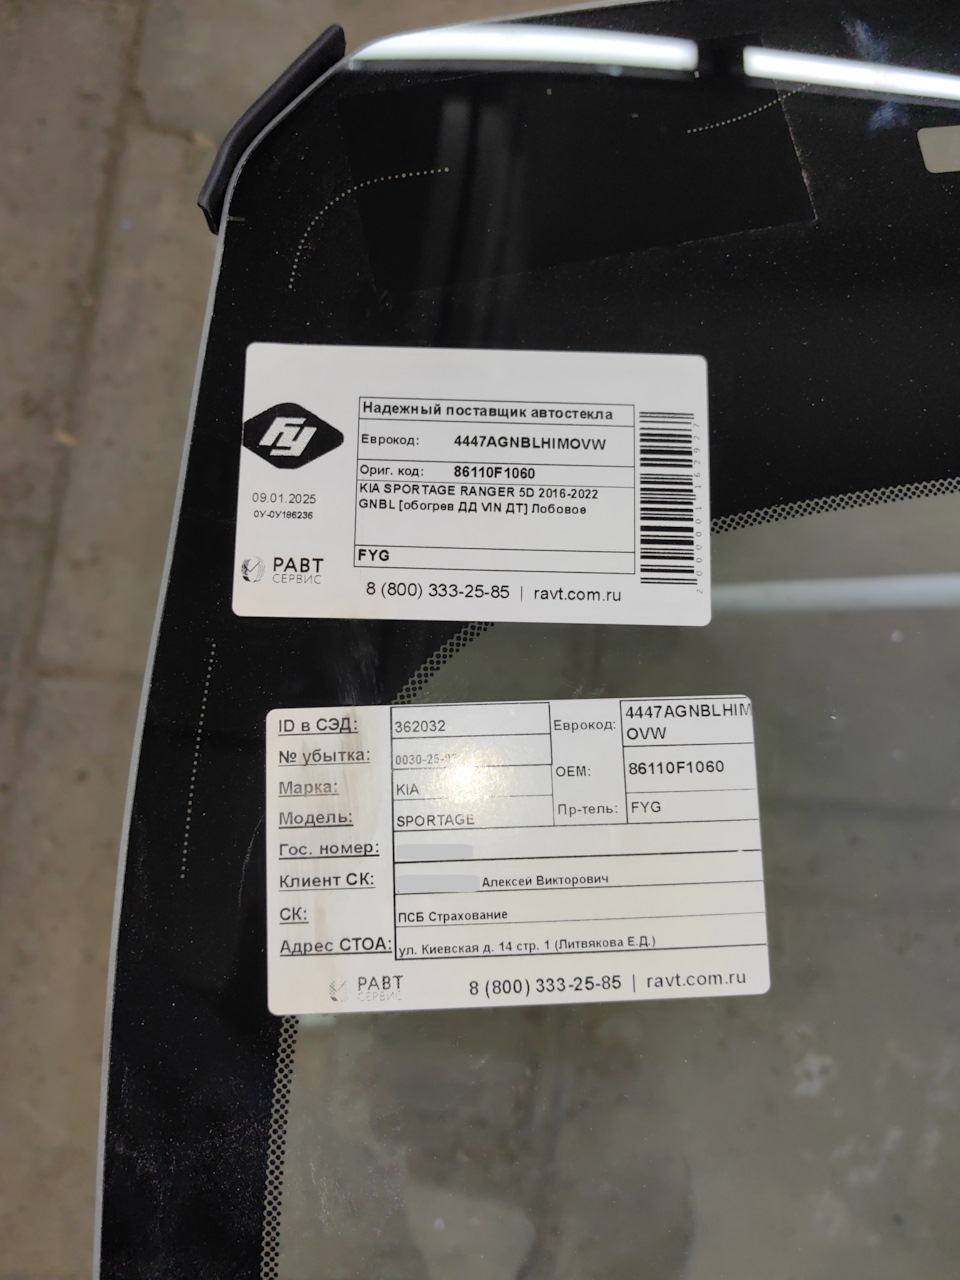 Надежный поставщик автостекла
Еврокод: 4447AGNBLHIMOVW
Ориг. код: 86110F1060
KIA SPORTAGE RANGER 5D 2016-2022
GNBL [обогрев ДД VIN ДТ] Лобовое
FYG
FY
09.01.2025
0У-0У186236
РАВТ
СЕРВИС
8 (800) 333-25-85 | ravt.com.ru
ID в СЭД: 362032
№ убытка: 0030-25-
Марка: KIA
Модель: SPORTAGE
Еврокод: 4447AGNBLHIM
OVW
OEM: 86110F1060
Пр-тель: FYG
Гос. номер:
Клиент СК: Алексей Викторович
СК: ПСБ Страхование
Адрес СТОА: ул. Киевская д. 14 стр. 1 (Литвякова Е.Д.)
РАВТ
СЕРВИС
8 (800) 333-25-85 | ravt.com.ru